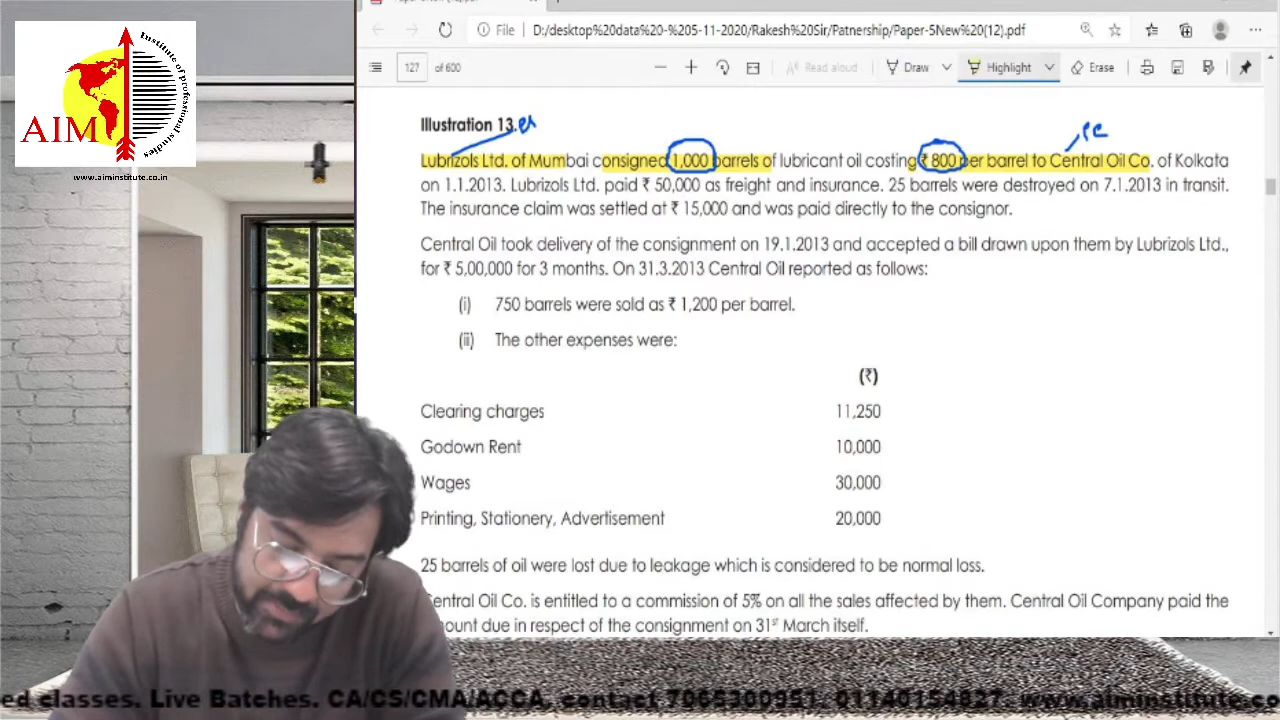 File D:/desktop%20data%20-%205-11-2020/Rakesh%20Sir/Patnership/Paper-5New%20(12).pdf
127 of 600 Read aloud Draw Highlight Erase
AIM
Institute of professional studies
www.aiminstitute.co.in
Illustration 13.
Lubrizols Ltd. of Mumbai consigned 1,000 barrels of lubricant oil costing ₹ 800 per barrel to Central Oil Co. of Kolkata
on 1.1.2013. Lubrizols Ltd. paid ₹ 50,000 as freight and insurance. 25 barrels were destroyed on 7.1.2013 in transit.
The insurance claim was settled at ₹ 15,000 and was paid directly to the consignor.
Central Oil took delivery of the consignment on 19.1.2013 and accepted a bill drawn upon them by Lubrizols Ltd.,
for ₹ 5,00,000 for 3 months. On 31.3.2013 Central Oil reported as follows:
(i) 750 barrels were sold as ₹ 1,200 per barrel.
(ii) The other expenses were:
(₹)
Clearing charges 11,250
Godown Rent 10,000
Wages 30,000
Printing, Stationery, Advertisement 20,000
25 barrels of oil were lost due to leakage which is considered to be normal loss.
Central Oil Co. is entitled to a commission of 5% on all the sales affected by them. Central Oil Company paid the
amount due in respect of the consignment on 31st March itself.
ed classes. Live Batches. CA/CS/CMA/ACCA, contact 7065300951, 01140154827. www.aiminstitute.co